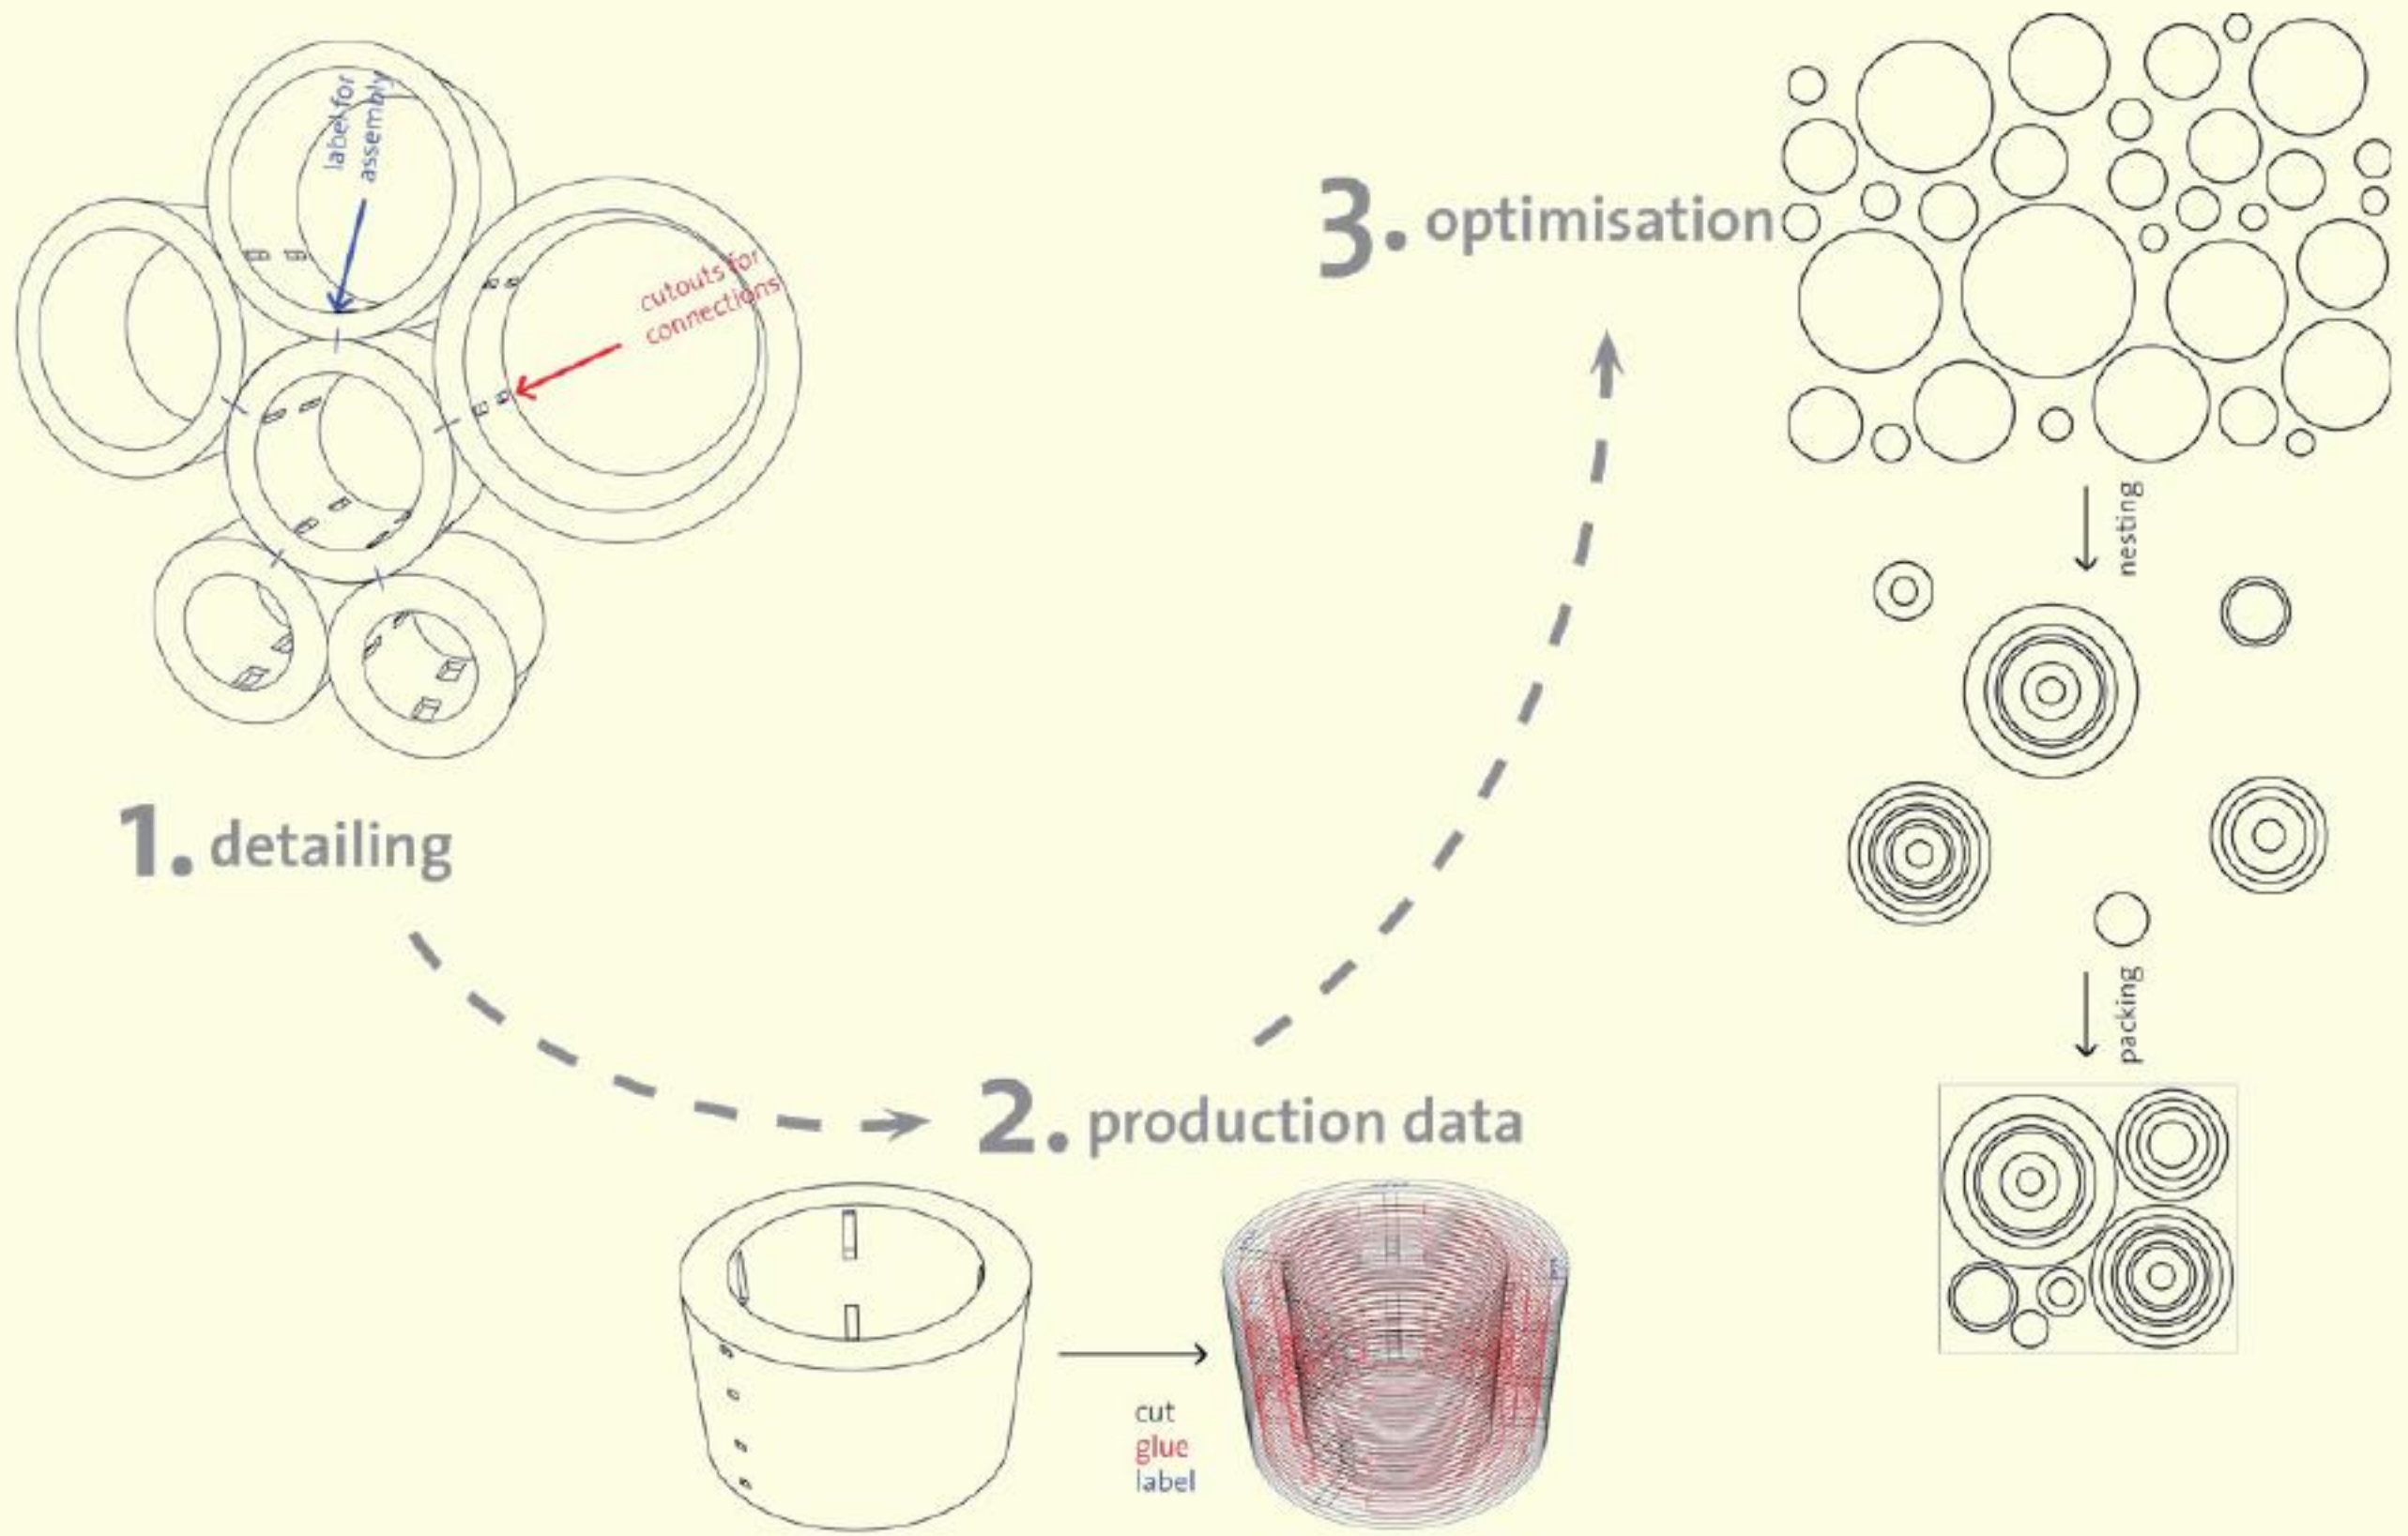 label for
assembly
cutouts for
connections
1. detailing
2. production data
cut
glue
label
3. optimisation
nesting
packing